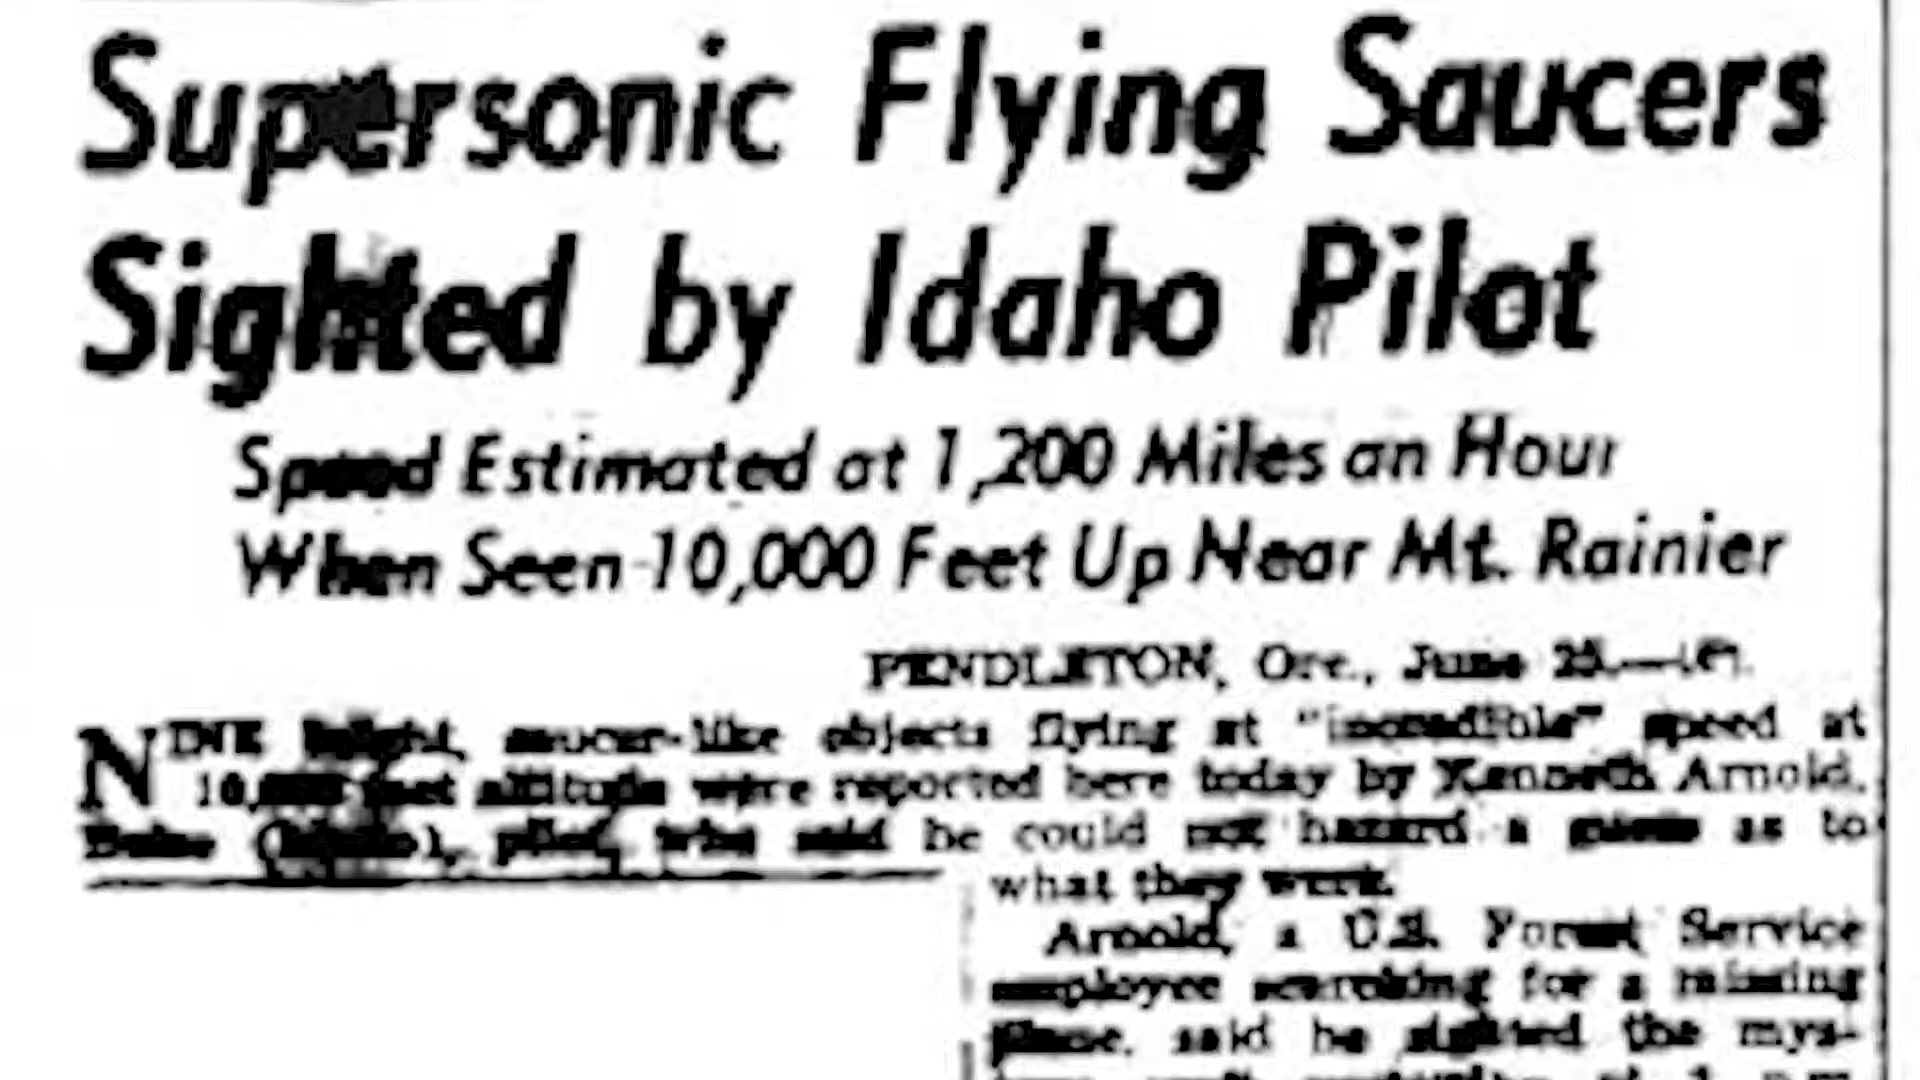 Supersonic Flying Saucers
Sighted by Idaho Pilot
Speed Estimated at 1,200 Miles an Hour
When Seen 10,000 Feet Up Near Mt. Rainier
PENDLETON, Ore., June 25.—
NINE bright, saucer-like objects flying at "incredible" speed at
10,000 feet altitude were reported here today by Kenneth Arnold,
Boise (Idaho), pilot, who said he could not hazard a guess as to
what they were.
Arnold, a U.S. Forest Service
employee searching for a missing
plane, said he sighted the mys-